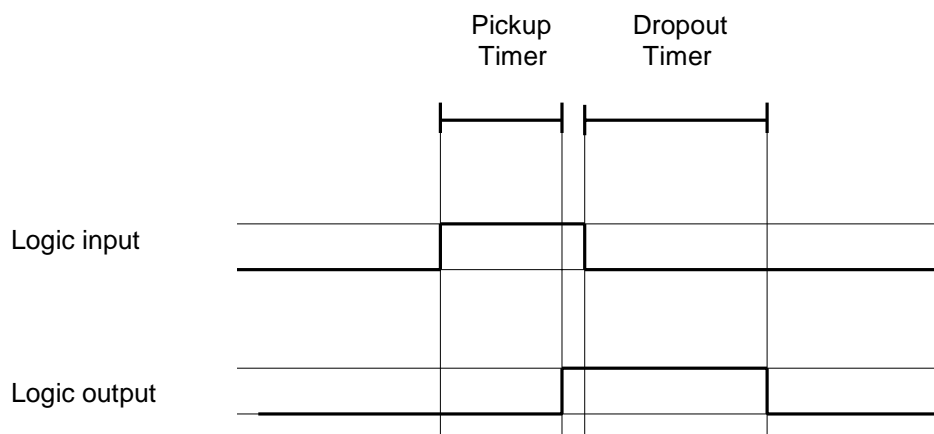 Pickup
Timer
Dropout
Timer
Logic input
Logic output